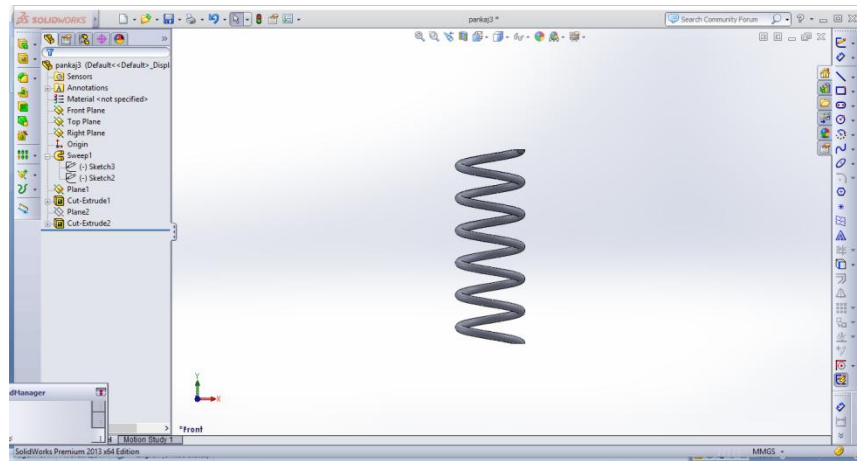 SOLIDWORKS
pankaj3 *
Search Community Forum
pankaj3 (Default<<Default>_Displ
Sensors
Annotations
Material <not specified>
Front Plane
Top Plane
Right Plane
Origin
Sweep1
(-) Sketch3
(-) Sketch2
Plane1
Cut-Extrude1
Plane2
Cut-Extrude2
Y
X
*Front
dManager
Motion Study 1
SolidWorks Premium 2013 x64 Edition
MMGS